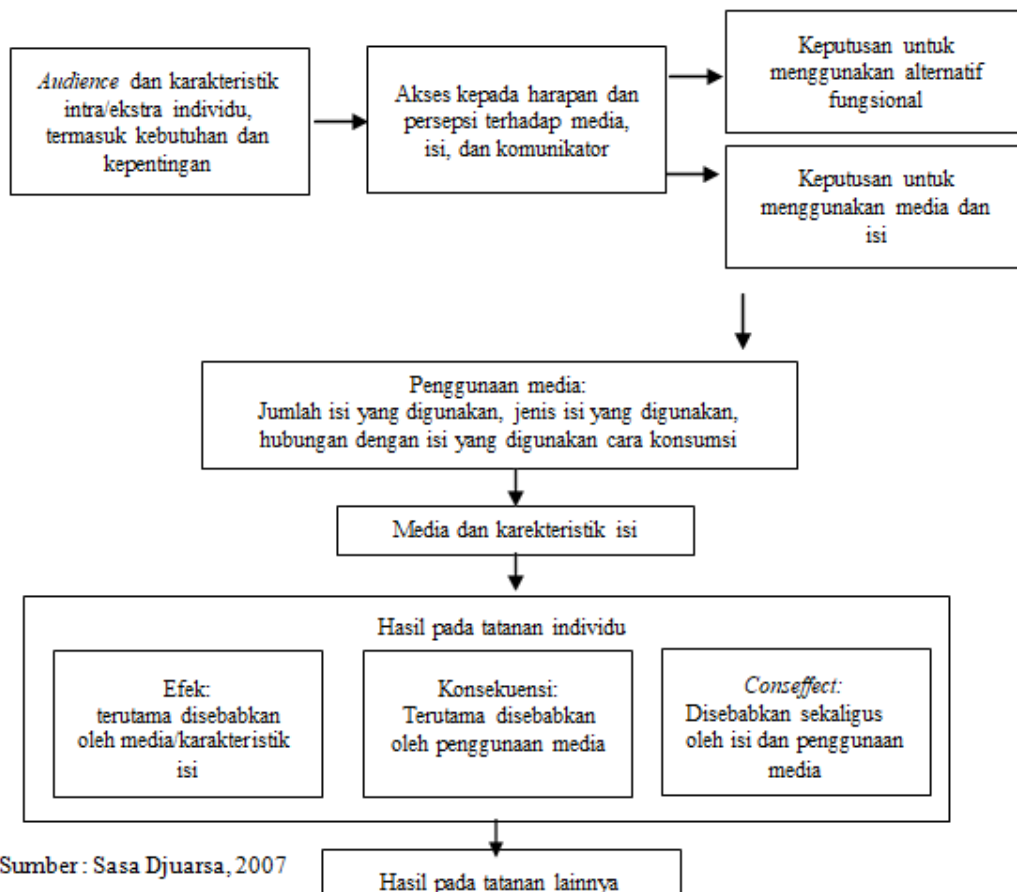 Audience dan karakteristik
intra/ekstra individu,
termasuk kebutuhan dan
kepentingan
Akses kepada harapan dan
persepsi terhadap media,
isi, dan komunikator
Keputusan untuk
menggunakan alternatif
fungsional
Keputusan untuk
menggunakan media dan
isi
Penggunaan media:
Jumlah isi yang digunakan, jenis isi yang digunakan,
hubungan dengan isi yang digunakan cara konsumsi
Media dan karekteristik isi
Hasil pada tatanan individu
Efek:
terutama disebabkan
oleh media/karakteristik
isi
Konsekuensi:
Terutama disebabkan
oleh penggunaan media
Conseffect:
Disebabkan sekaligus
oleh isi dan penggunaan
media
Sumber : Sasa Djuarsa, 2007
Hasil pada tatanan lainnya